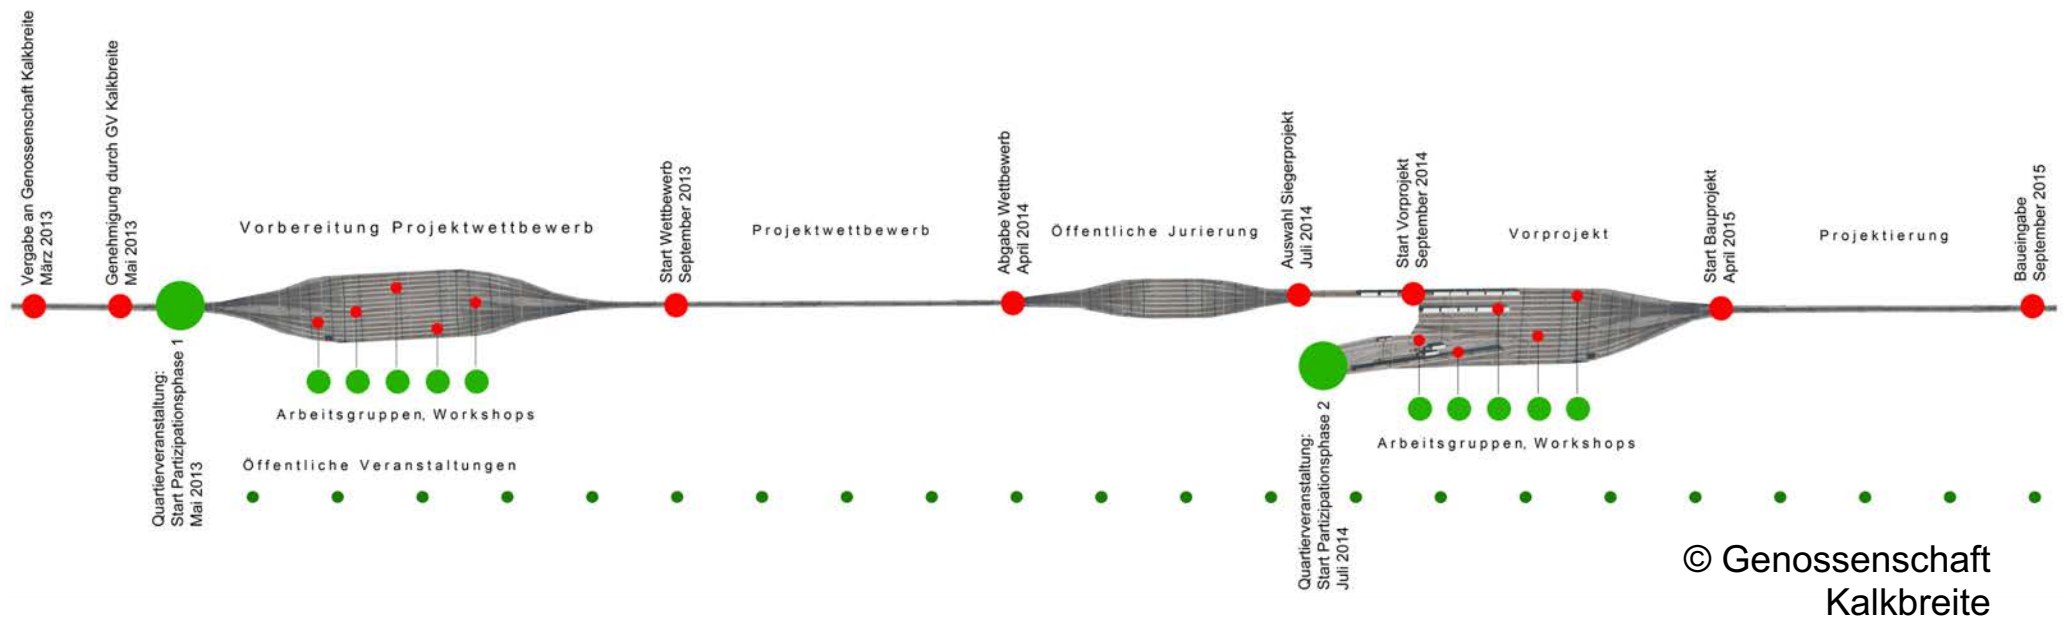 Vergabe an Genossenschaft Kalkbreite
März 2013
Genehmigung durch GV Kalkbreite
Mai 2013
Quartierveranstaltung:
Start Partizipationsphase 1
Mai 2013
Vorbereitung Projektwettbewerb
Arbeitsgruppen, Workshops
Öffentliche Veranstaltungen
Start Wettbewerb
September 2013
Projektwettbewerb
Abgabe Wettbewerb
April 2014
Öffentliche Jurierung
Auswahl Siegerprojekt
Juli 2014
Quartierveranstaltung:
Start Partizipationsphase 2
Juli 2014
Start Vorprojekt
September 2014
Vorprojekt
Arbeitsgruppen, Workshops
Start Bauprojekt
April 2015
Projektierung
Baueingabe
September 2015
© Genossenschaft
Kalkbreite